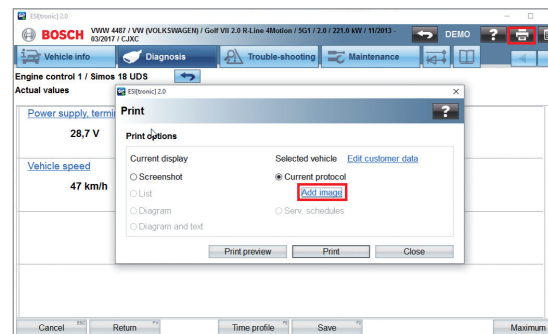 ESI[tronic] 2.0
BOSCH
VWW 4487 / VW (VOLKSWAGEN) / Golf VII 2.0 R-Line 4Motion / 5G1 / 2.0 / 221.0 kW / 11/2013 -
03/2017 / CJXC
DEMO
?
Vehicle info
Diagnosis
Trouble-shooting
Maintenance
Engine control 1 / Simos 18 UDS
Actual values
ESI[tronic] 2.0
Print
?
Print options
Power supply, termi
28,7 V
Vehicle speed
47 km/h
Current display
Selected vehicle Edit customer data
Screenshot
Current protocol
List
Add image
Diagram
Serv. schedules
Diagram and text
Print preview
Print
Close
Cancel ESC
Return
Time profile
Save
Maximum